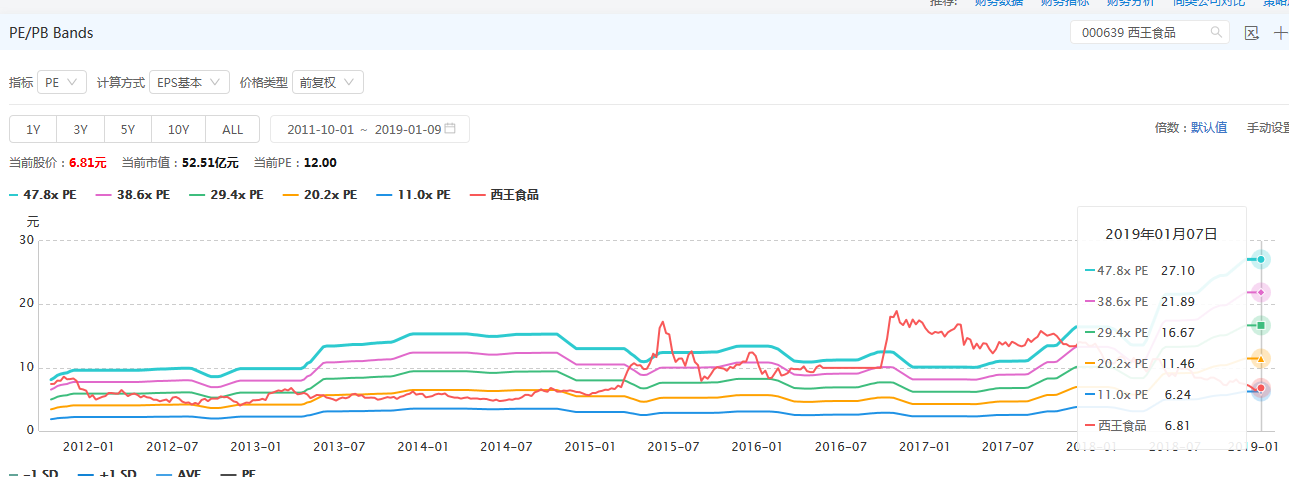 推荐: 财务数据 财务指标 财务分析 同类公司对比
PE/PB Bands 000639 西王食品
指标 PE 计算方式 EPS基本 价格类型 前复权
1Y 3Y 5Y 10Y ALL 2011-10-01 ~ 2019-01-09 倍数：默认值 手动设置
当前股价：6.81元 当前市值：52.51亿元 当前PE：12.00
47.8x PE 38.6x PE 29.4x PE 20.2x PE 11.0x PE 西王食品
元
30
20
10
0
2019年01月07日
47.8x PE 27.10
38.6x PE 21.89
29.4x PE 16.67
20.2x PE 11.46
11.0x PE 6.24
西王食品 6.81
2012-01 2012-07 2013-01 2013-07 2014-01 2014-07 2015-01 2015-07 2016-01 2016-07 2017-01 2017-07 2018-01 2018-07 2019-01
-1 SD +1 SD AVE PE